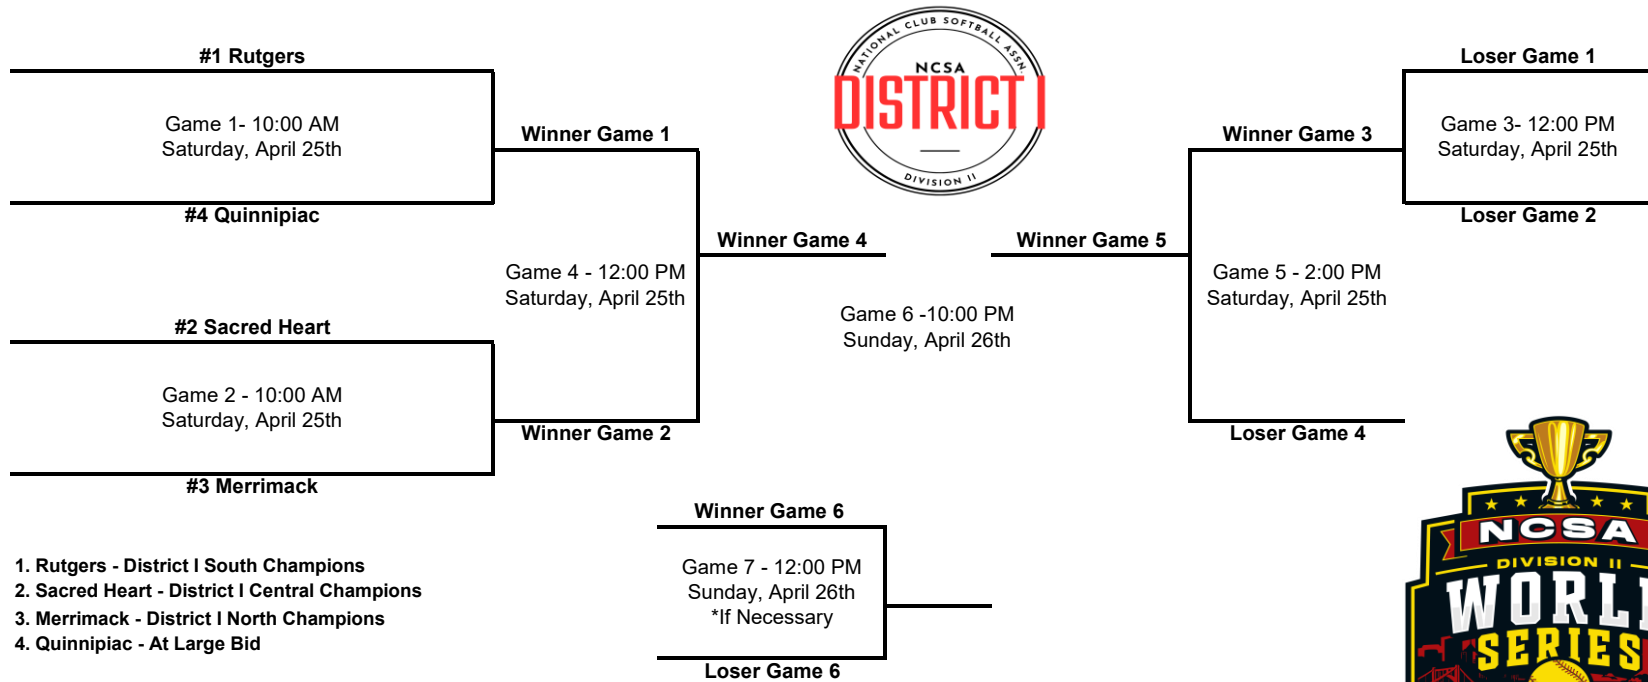 #1 Rutgers
Game 1- 10:00 AM
Saturday, April 25th
#4 Quinnipiac
Winner Game 1
#2 Sacred Heart
Game 2 - 10:00 AM
Saturday, April 25th
#3 Merrimack
Winner Game 2
Game 4 - 12:00 PM
Saturday, April 25th
Winner Game 4
NATIONAL CLUB SOFTBALL ASSN.
NCSA
DISTRICT I
DIVISION II
Game 6 -10:00 PM
Sunday, April 26th
Winner Game 5
Winner Game 3
Game 5 - 2:00 PM
Saturday, April 25th
Loser Game 4
Loser Game 1
Game 3- 12:00 PM
Saturday, April 25th
Loser Game 2
Winner Game 6
Game 7 - 12:00 PM
Sunday, April 26th
*If Necessary
Loser Game 6
1. Rutgers - District I South Champions
2. Sacred Heart - District I Central Champions
3. Merrimack - District I North Champions
4. Quinnipiac - At Large Bid
NCSA
DIVISION II
WORL
SERIES